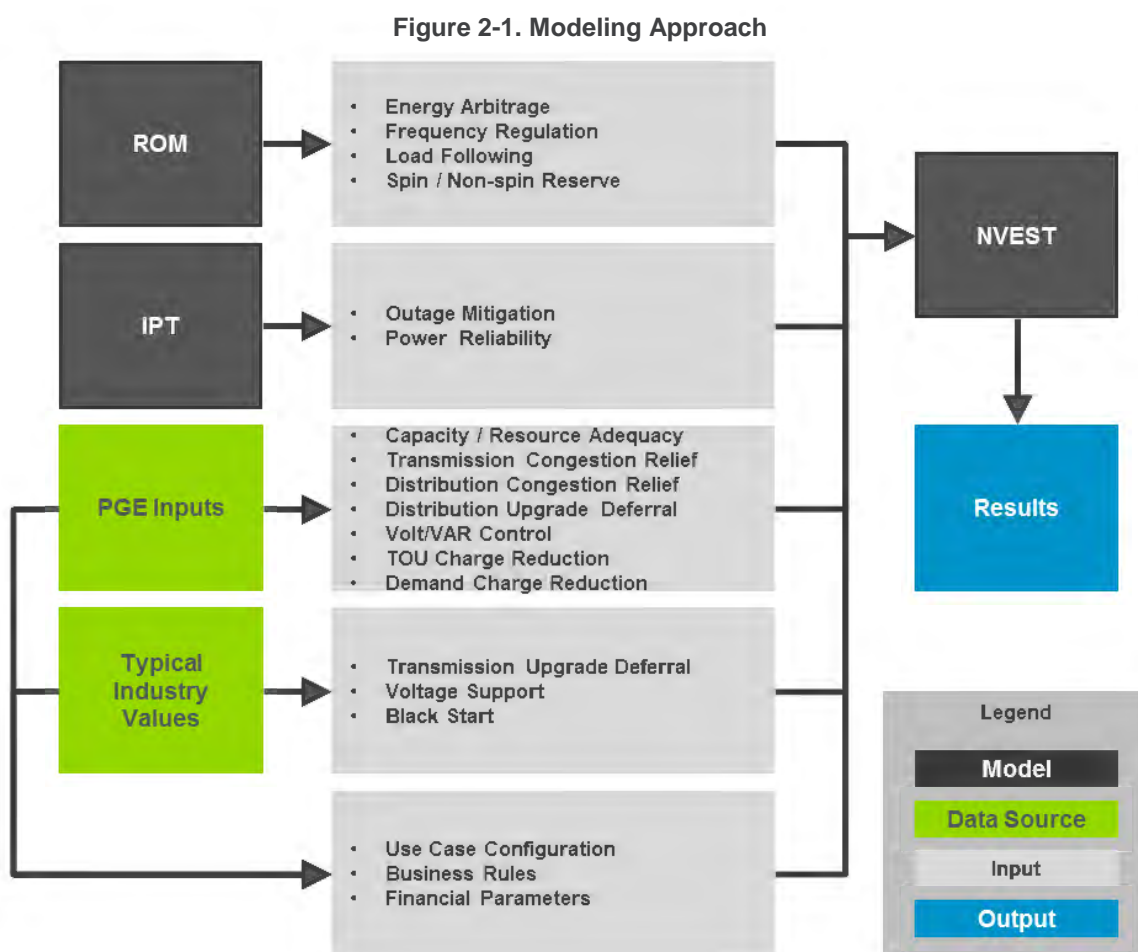 Figure 2-1. Modeling Approach
ROM
• Energy Arbitrage
• Frequency Regulation
• Load Following
• Spin / Non-spin Reserve
NVEST
IPT
• Outage Mitigation
• Power Reliability
PGE Inputs
• Capacity / Resource Adequacy
• Transmission Congestion Relief
• Distribution Congestion Relief
• Distribution Upgrade Deferral
• Volt/VAR Control
• TOU Charge Reduction
• Demand Charge Reduction
Results
Typical
Industry
Values
• Transmission Upgrade Deferral
• Voltage Support
• Black Start
• Use Case Configuration
• Business Rules
• Financial Parameters
Legend
Model
Data Source
Input
Output